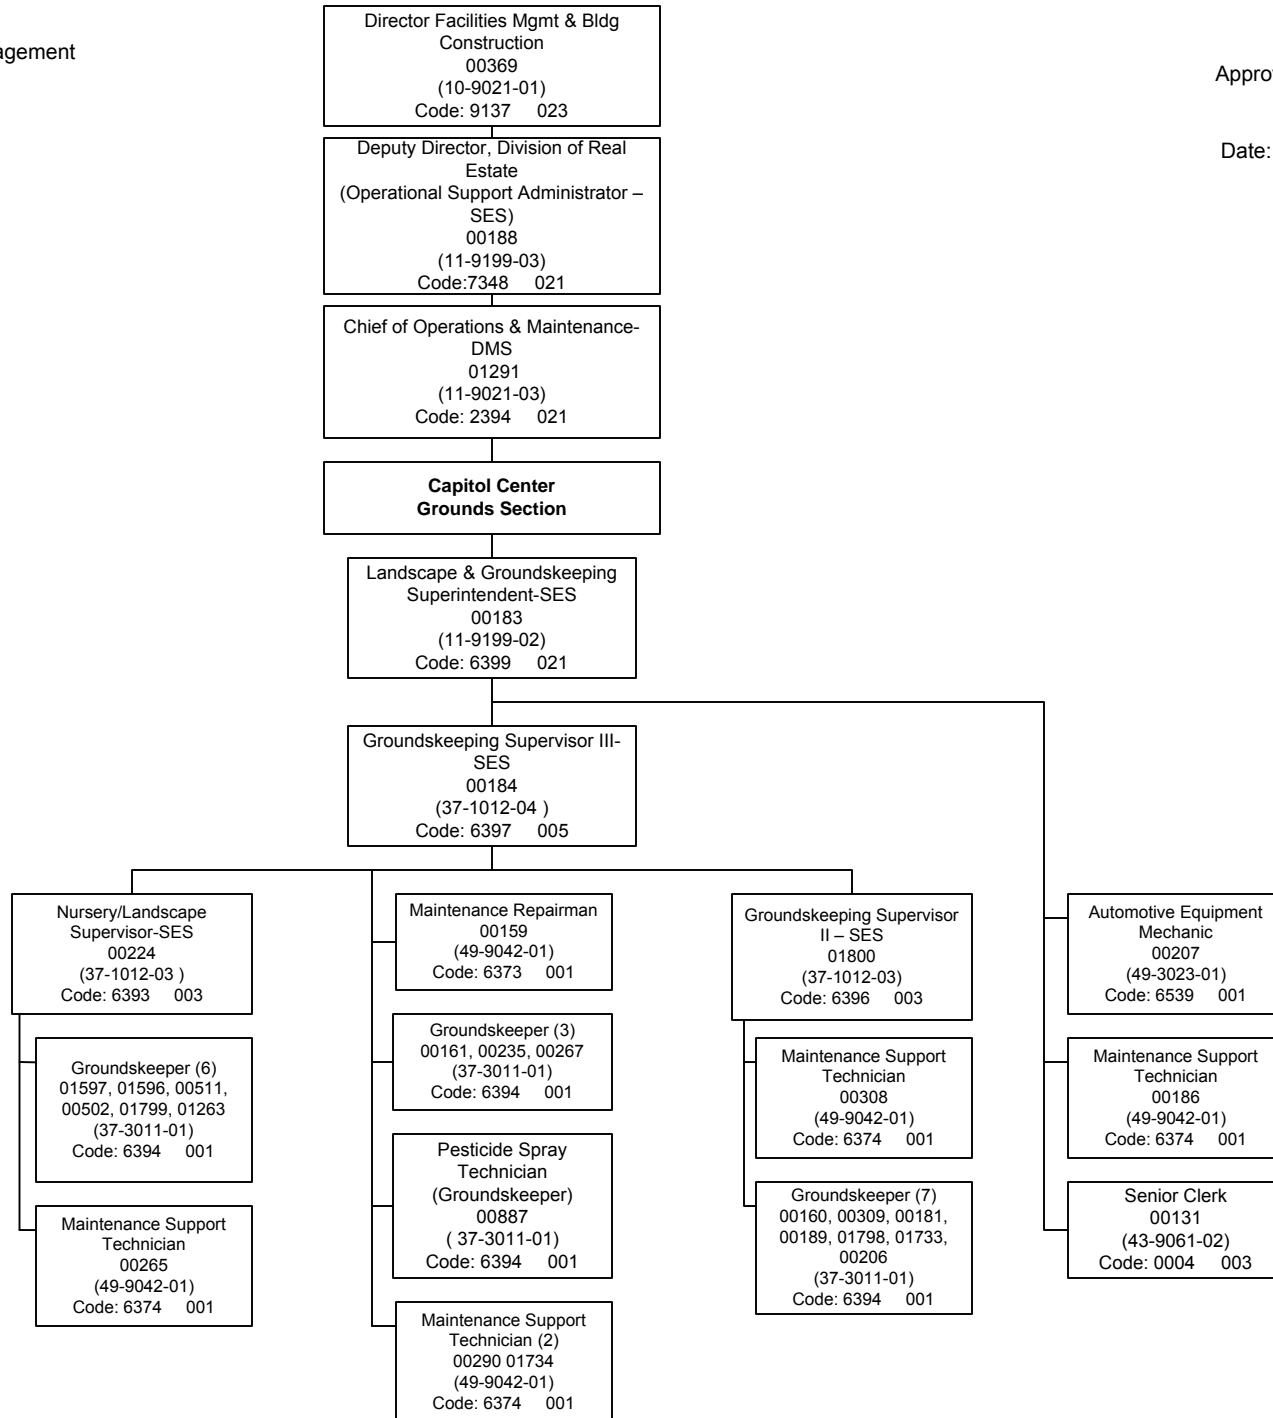 agement
Director Facilities Mgmt & Bldg
Construction
00369
(10-9021-01)
Code: 9137 023
Date:
Deputy Director, Division of Real
Estate
(Operational Support Administrator –
SES)
00188
(11-9199-03)
Code:7348 021
Chief of Operations & Maintenance-
DMS
01291
(11-9021-03)
Code: 2394 021
Capitol Center
Grounds Section
Landscape & Groundskeeping
Superintendent-SES
00183
(11-9199-02)
Code: 6399 021
Groundskeeping Supervisor III-
SES
00184
(37-1012-04 )
Code: 6397 005
Nursery/Landscape
Supervisor-SES
00224
(37-1012-03 )
Code: 6393 003
Groundskeeper (6)
01597, 01596, 00511,
00502, 01799, 01263
(37-3011-01)
Code: 6394 001
Maintenance Support
Technician
00265
(49-9042-01)
Code: 6374 001
Maintenance Repairman
00159
(49-9042-01)
Code: 6373 001
Groundskeeper (3)
00161, 00235, 00267
(37-3011-01)
Code: 6394 001
Pesticide Spray
Technician
(Groundskeeper)
00887
( 37-3011-01)
Code: 6394 001
Maintenance Support
Technician (2)
00290 01734
(49-9042-01)
Code: 6374 001
Groundskeeping Supervisor
II – SES
01800
(37-1012-03)
Code: 6396 003
Maintenance Support
Technician
00308
(49-9042-01)
Code: 6374 001
Groundskeeper (7)
00160, 00309, 00181,
00189, 01798, 01733,
00206
(37-3011-01)
Code: 6394 001
Automotive Equipment
Mechanic
00207
(49-3023-01)
Code: 6539 001
Maintenance Support
Technician
00186
(49-9042-01)
Code: 6374 001
Senior Clerk
00131
(43-9061-02)
Code: 0004 003